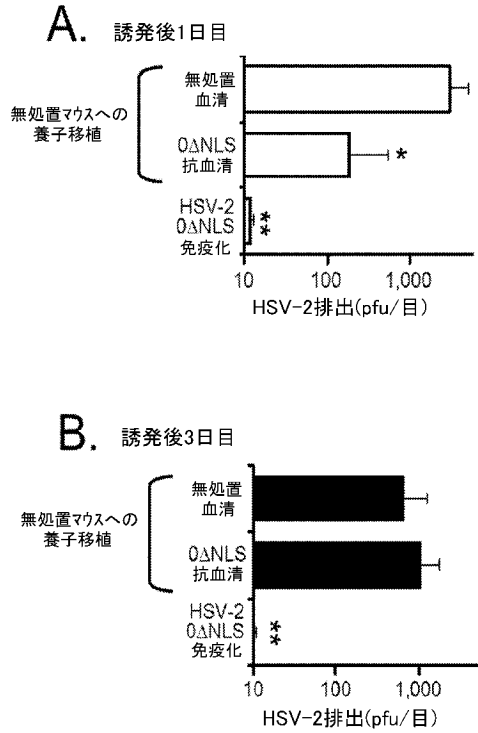 A. 誘発後1日目
無処置マウスへの
養子移植
無処置
血清
0ΔNLS
抗血清
*
HSV-2
0ΔNLS
免疫化
**
10 100 1,000
HSV-2排出(pfu/目)
B. 誘発後3日目
無処置マウスへの
養子移植
無処置
血清
0ΔNLS
抗血清
HSV-2
0ΔNLS
免疫化
**
10 100 1,000
HSV-2排出(pfu/目)